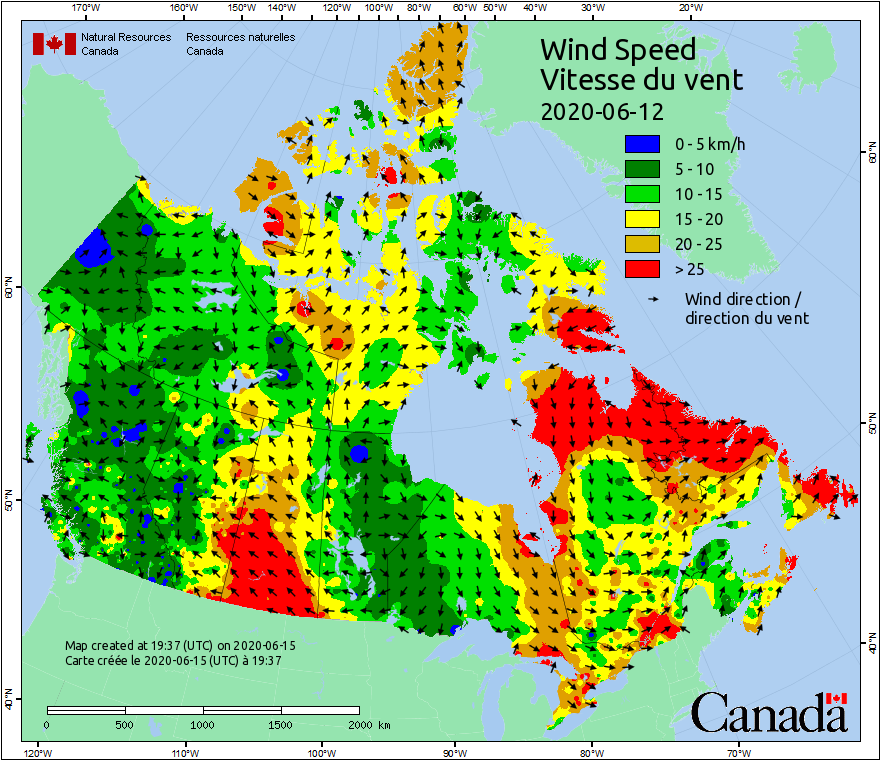 170°W 160°W 150°W 140°W 120°W 100°W 80°W 60°W 50°W 40°W 30°W 20°W
Natural Resources Ressources naturelles
Canada Canada
Wind Speed
Vitesse du vent
2020-06-12
0 - 5 km/h
5 - 10
10 - 15
15 - 20
20 - 25
> 25
Wind direction /
direction du vent
60°N
60°N
50°N
50°N
40°N
40°N
Map created at 19:37 (UTC) on 2020-06-15
Carte créée le 2020-06-15 (UTC) à 19:37
0 500 1000 1500 2000 km
Canada
120°W 110°W 100°W 90°W 80°W 70°W